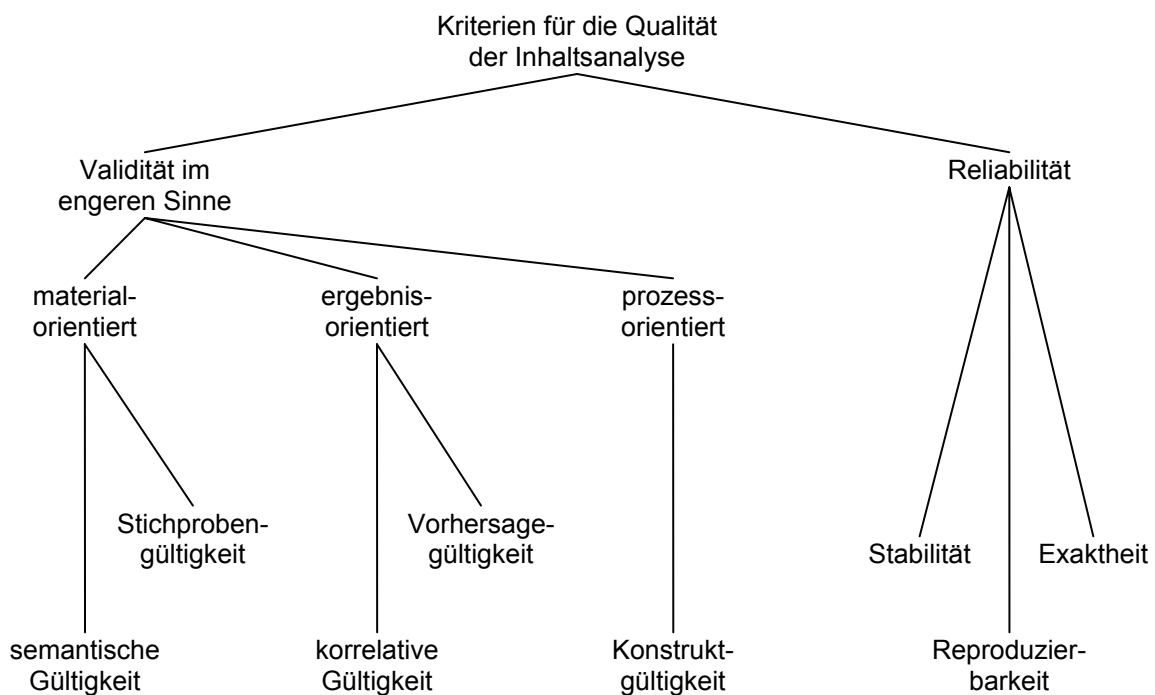 Kriterien für die Qualität
der Inhaltsanalyse
Validität im
engeren Sinne
Reliabilität
material-
orientiert
ergebnis-
orientiert
prozess-
orientiert
Stichproben-
gültigkeit
Vorhersage-
gültigkeit
Stabilität
Exaktheit
semantische
Gültigkeit
korrelative
Gültigkeit
Konstrukt-
gültigkeit
Reproduzier-
barkeit